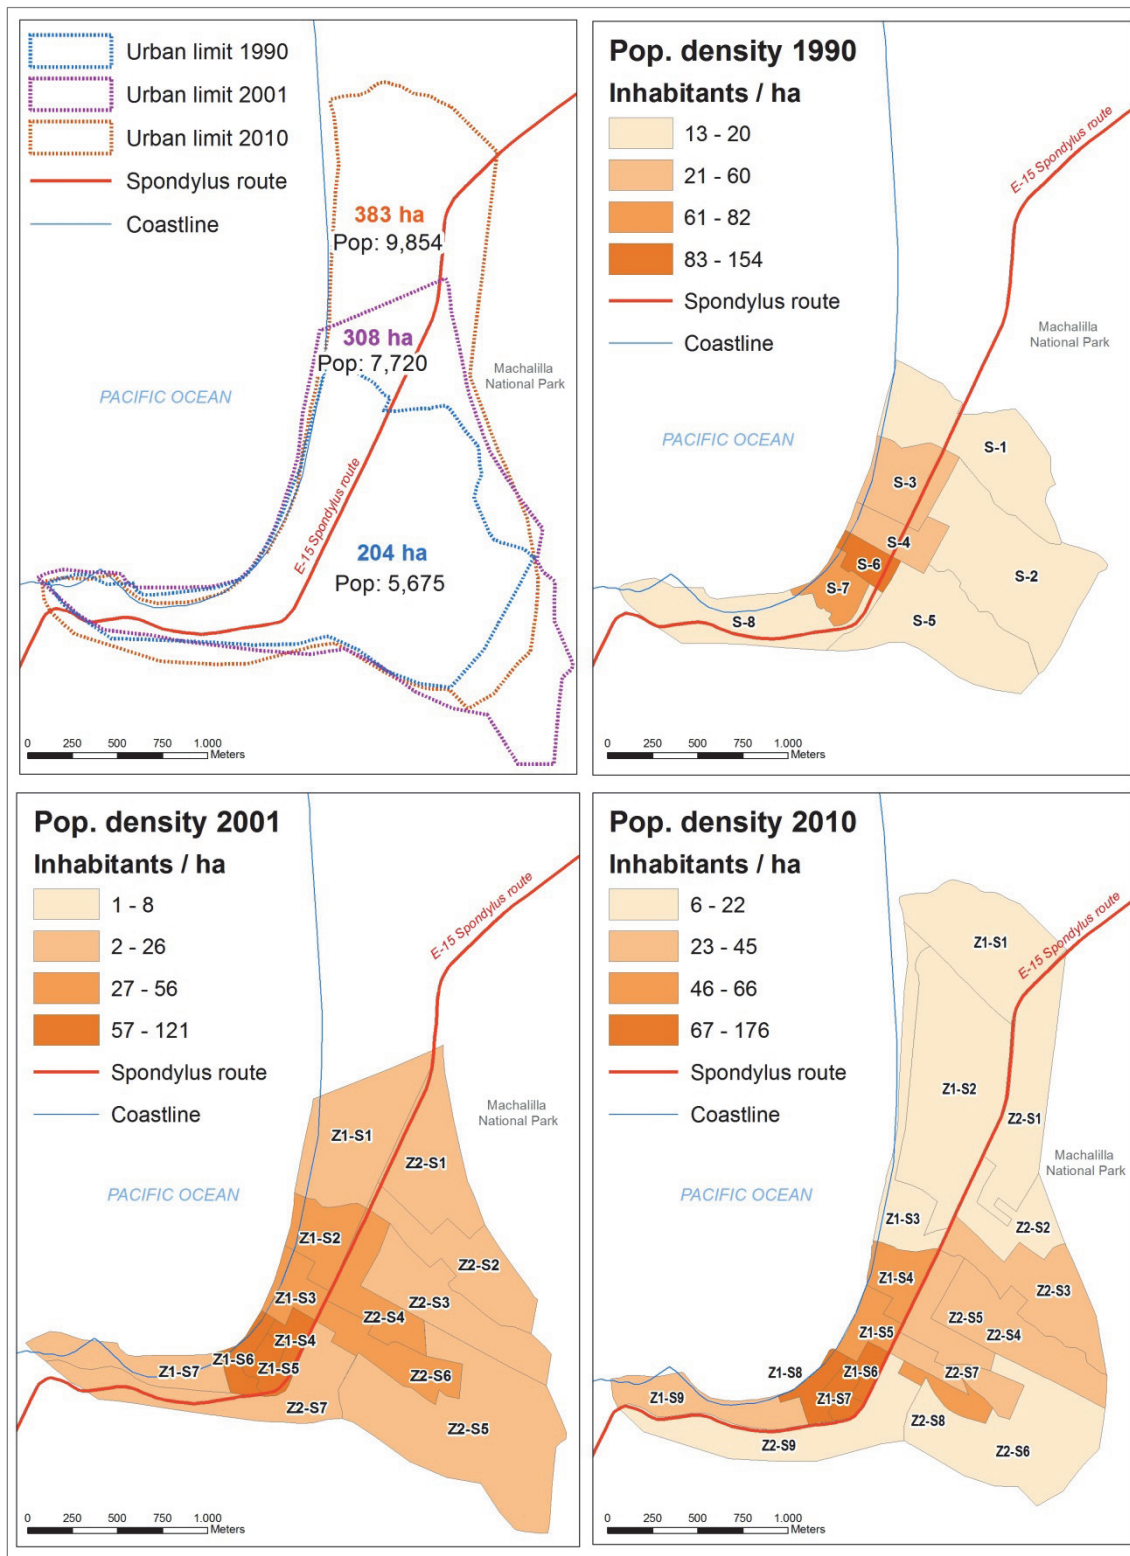 Urban limit 1990
Urban limit 2001
Urban limit 2010
Spondylus route
Coastline
383 ha
Pop: 9,854
308 ha
Pop: 7,720
Machalilla
National Park
PACIFIC OCEAN
E-15 Spondylus route
204 ha
Pop: 5,675
0 250 500 750 1.000
Meters
Pop. density 1990
Inhabitants / ha
13 - 20
21 - 60
61 - 82
83 - 154
Spondylus route
Coastline
E-15 Spondylus route
Machalilla
National Park
PACIFIC OCEAN
S-1
S-3
S-4
S-6
S-2
S-7
S-8
S-5
0 250 500 750 1.000
Meters
Pop. density 2001
Inhabitants / ha
1 - 8
2 - 26
27 - 56
57 - 121
Spondylus route
Coastline
E-15 Spondylus route
Machalilla
National Park
PACIFIC OCEAN
Z1-S1
Z2-S1
Z1-S2
Z2-S2
Z1-S3
Z2-S3
Z2-S4
Z1-S4
Z1-S6
Z1-S5
Z1-S7
Z2-S6
Z2-S7
Z2-S5
0 250 500 750 1.000
Meters
Pop. density 2010
Inhabitants / ha
6 - 22
23 - 45
46 - 66
67 - 176
Spondylus route
Coastline
E-15 Spondylus route
Z1-S1
Z1-S2
Z2-S1
Machalilla
National Park
PACIFIC OCEAN
Z1-S3
Z2-S2
Z1-S4
Z2-S3
Z2-S5
Z1-S5
Z2-S4
Z1-S8
Z1-S6
Z2-S7
Z1-S9
Z1-S7
Z2-S8
Z2-S9
Z2-S6
0 250 500 750 1.000
Meters